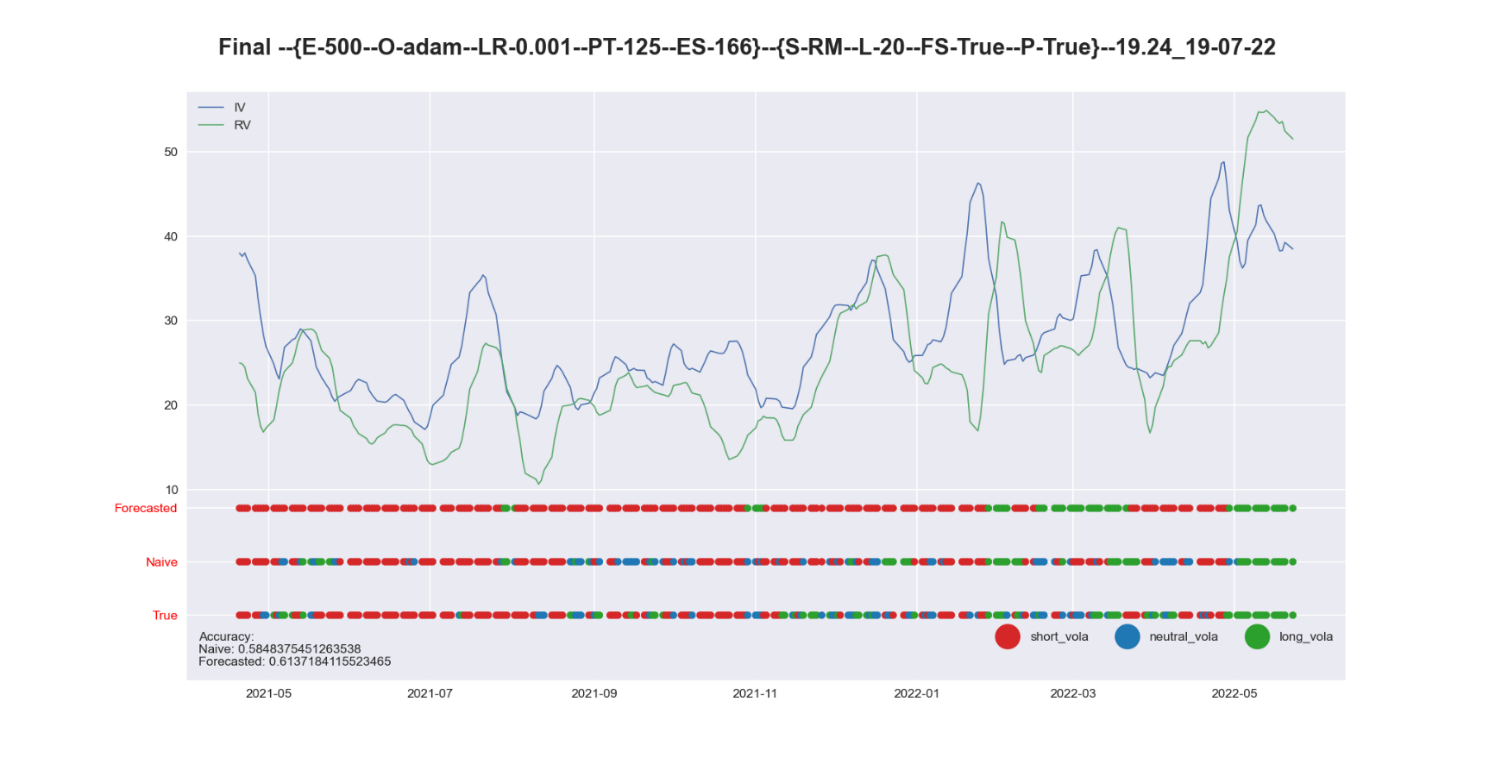 Final --{E-500--O-adam--LR-0.001--PT-125--ES-166}--{S-RM--L-20--FS-True--P-True}--19.24_19-07-22
IV
RV
50
40
30
20
10
Forecasted
Naive
True
Accuracy:
Naive: 0.5848375451263538
Forecasted: 0.6137184115523465
short_vola neutral_vola long_vola
2021-05 2021-07 2021-09 2021-11 2022-01 2022-03 2022-05